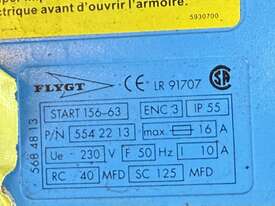 ectrique avant d'ouvrir l'armoire.
5930700
FLYGT CE LR 91707 SA
START 156-63 ENC 3 IP 55
P/N 554 22 13 max 16 A
Ue 230 V F 50 Hz I 10 A
RC 40 MFD SC 125 MFD
568 48 13